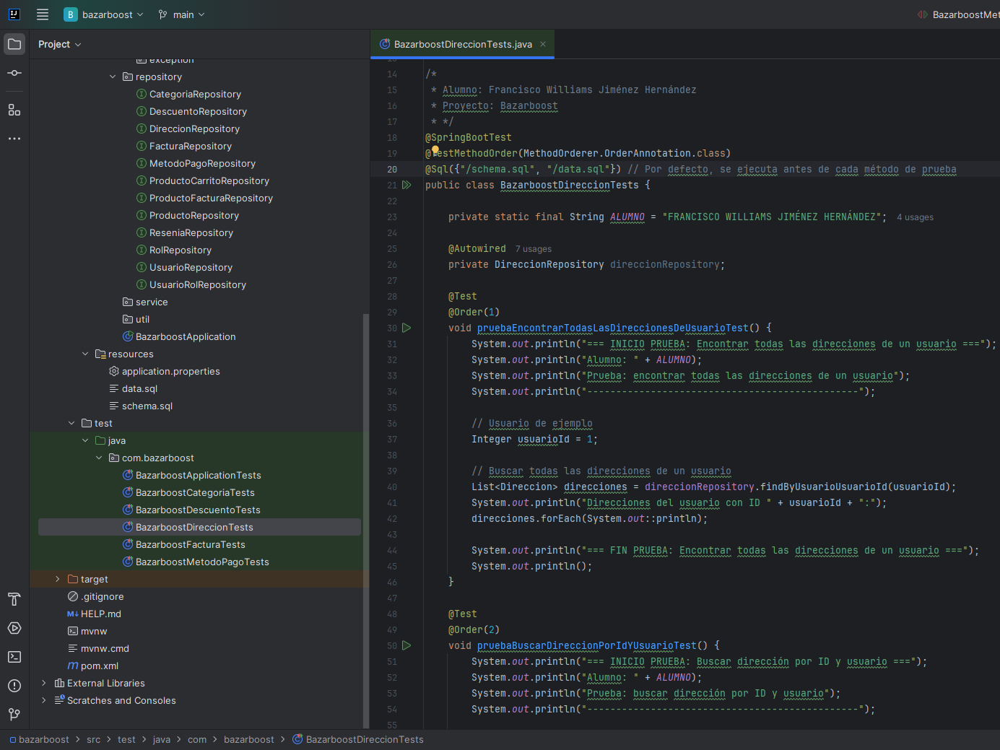 IJ
B bazarboost main BazarboostMet
Project
BazarboostDireccionTests.java
exception
repository
CategoriaRepository
DescuentoRepository
DireccionRepository
FacturaRepository
MetodoPagoRepository
ProductoCarritoRepository
ProductoFacturaRepository
ProductoRepository
ReseniaRepository
RolRepository
UsuarioRepository
UsuarioRolRepository
service
util
BazarboostApplication
resources
application.properties
data.sql
schema.sql
test
java
com.bazarboost
BazarboostApplicationTests
BazarboostCategoriaTests
BazarboostDescuentoTests
BazarboostDireccionTests
BazarboostFacturaTests
BazarboostMetodoPagoTests
target
.gitignore
HELP.md
mvnw
mvnw.cmd
pom.xml
External Libraries
Scratches and Consoles
13
14 /*
15 * Alumno: Francisco Williams Jiménez Hernández
16 * Proyecto: Bazarboost
17 * */
18 @SpringBootTest
19 @TestMethodOrder(MethodOrderer.OrderAnnotation.class)
20 @Sql({"/schema.sql", "/data.sql"}) // Por defecto, se ejecuta antes de cada método de prueba
21 public class BazarboostDireccionTests {
22
23 private static final String ALUMNO = "FRANCISCO WILLIAMS JIMÉNEZ HERNÁNDEZ"; 4 usages
24
25 @Autowired 7 usages
26 private DireccionRepository direccionRepository;
27
28 @Test
29 @Order(1)
30 void pruebaEncontrarTodasLasDireccionesDeUsuarioTest() {
31 System.out.println("=== INICIO PRUEBA: Encontrar todas las direcciones de un usuario ===");
32 System.out.println("Alumno: " + ALUMNO);
33 System.out.println("Prueba: encontrar todas las direcciones de un usuario");
34 System.out.println("-----------------------------------------------");
35
36 // Usuario de ejemplo
37 Integer usuarioId = 1;
38
39 // Buscar todas las direcciones de un usuario
40 List<Direccion> direcciones = direccionRepository.findByUsuarioUsuarioId(usuarioId);
41 System.out.println("Direcciones del usuario con ID " + usuarioId + ":");
42 direcciones.forEach(System.out::println);
43
44 System.out.println("=== FIN PRUEBA: Encontrar todas las direcciones de un usuario ===");
45 System.out.println();
46 }
47
48 @Test
49 @Order(2)
50 void pruebaBuscarDireccionPorIdYUsuarioTest() {
51 System.out.println("=== INICIO PRUEBA: Buscar dirección por ID y usuario ===");
52 System.out.println("Alumno: " + ALUMNO);
53 System.out.println("Prueba: buscar dirección por ID y usuario");
54 System.out.println("-----------------------------------------------");
55
bazarboost > src > test > java > com > bazarboost > BazarboostDireccionTests